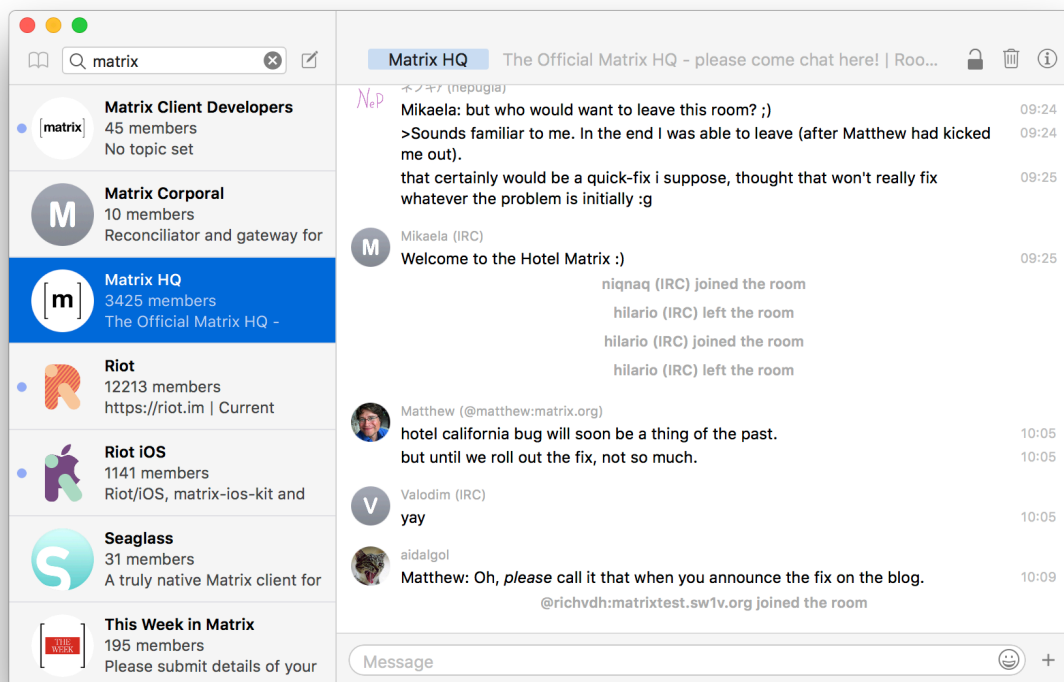 matrix
Matrix HQ The Official Matrix HQ - please come chat here! | Roo...
[matrix]
Matrix Client Developers
45 members
No topic set
M
Matrix Corporal
10 members
Reconciliator and gateway for
[m]
Matrix HQ
3425 members
The Official Matrix HQ -
Riot
12213 members
https://riot.im | Current
Riot iOS
1141 members
Riot/iOS, matrix-ios-kit and
S
Seaglass
31 members
A truly native Matrix client for
THE
WEEK
This Week in Matrix
195 members
Please submit details of your
NeP
(nepugia)
Mikaela: but who would want to leave this room? ;) 09:24
>Sounds familiar to me. In the end I was able to leave (after Matthew had kicked 09:24
me out).
that certainly would be a quick-fix i suppose, thought that won't really fix 09:25
whatever the problem is initially :g
M
Mikaela (IRC)
Welcome to the Hotel Matrix :) 09:25
niqnaq (IRC) joined the room
hilario (IRC) left the room
hilario (IRC) joined the room
hilario (IRC) left the room
Matthew (@matthew:matrix.org)
hotel california bug will soon be a thing of the past. 10:05
but until we roll out the fix, not so much. 10:05
V
Valodim (IRC)
yay 10:05
aidalgol
Matthew: Oh, please call it that when you announce the fix on the blog. 10:09
@richvdh:matrixtest.sw1v.org joined the room
Message